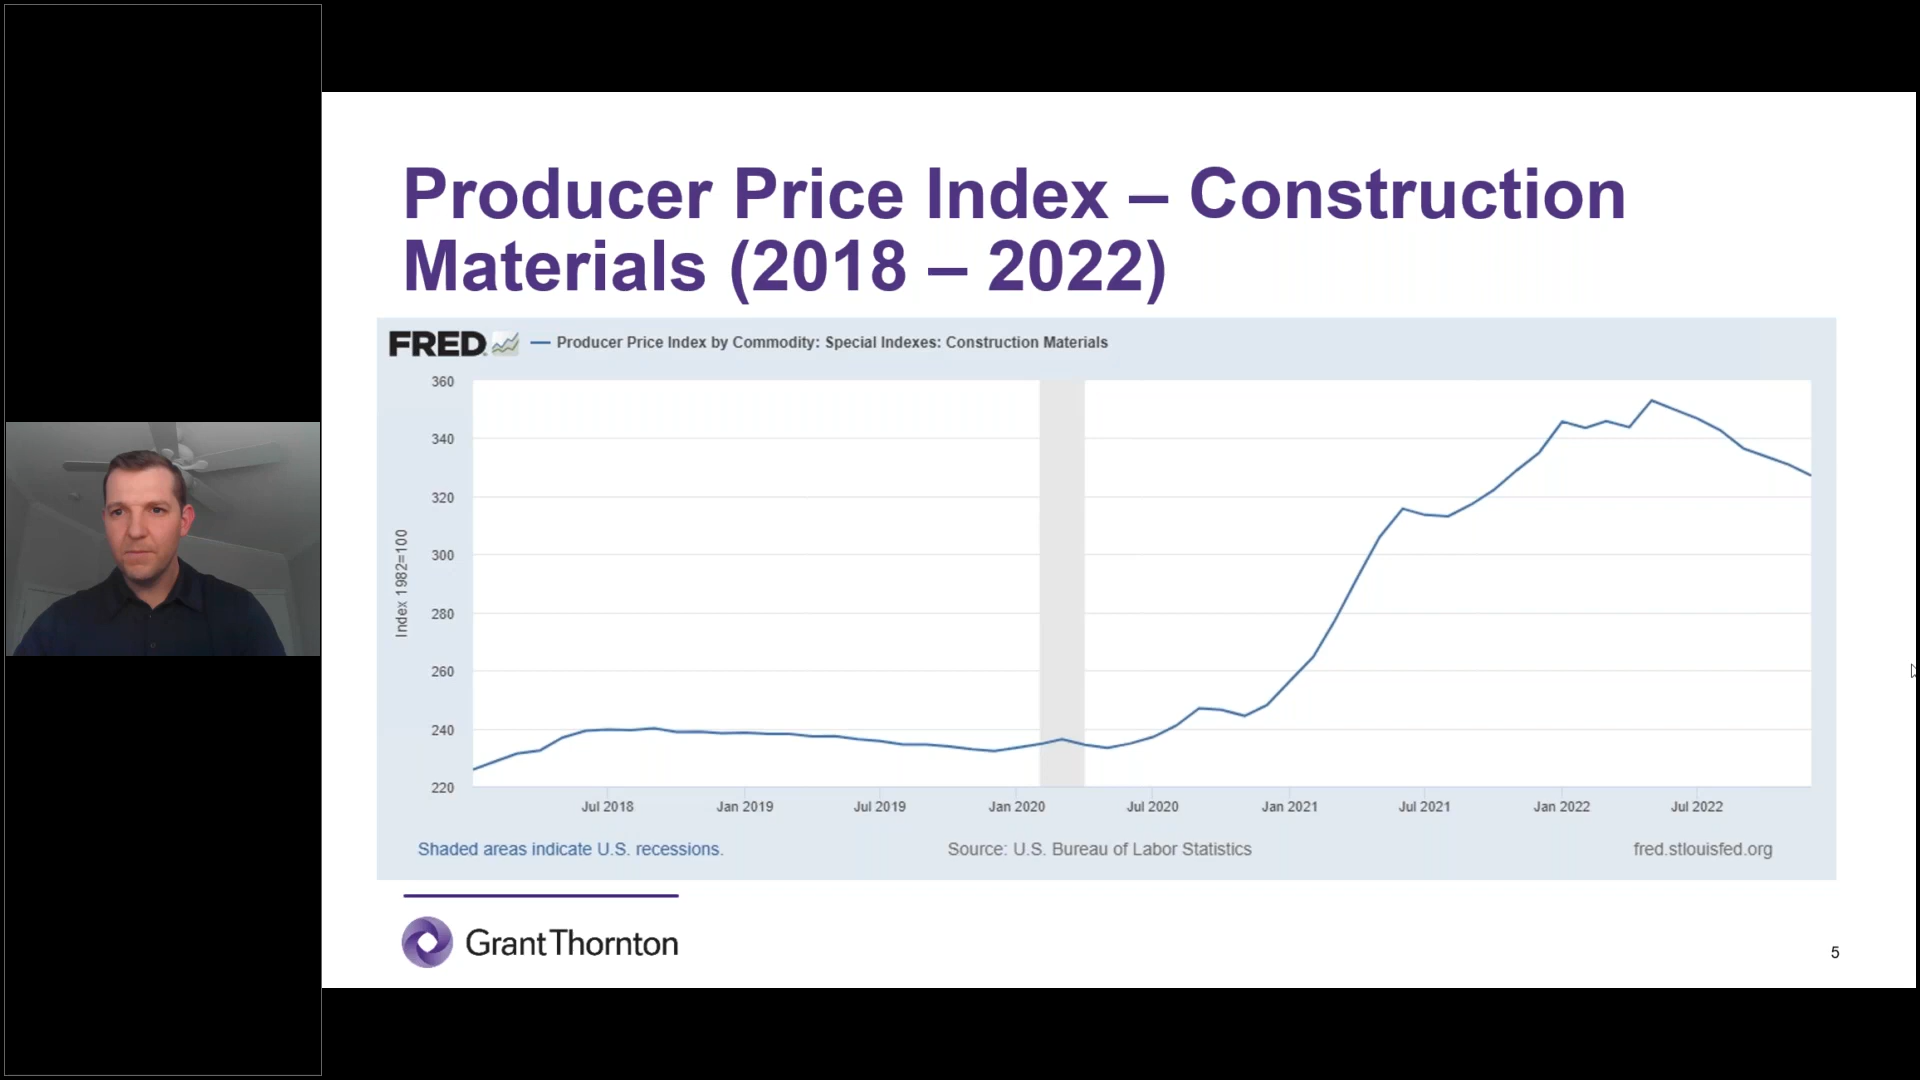 Producer Price Index – Construction
Materials (2018 – 2022)
FRED
Producer Price Index by Commodity: Special Indexes: Construction Materials
Index 1982=100
360
340
320
300
280
260
240
220
Jul 2018
Jan 2019
Jul 2019
Jan 2020
Jul 2020
Jan 2021
Jul 2021
Jan 2022
Jul 2022
Shaded areas indicate U.S. recessions.
Source: U.S. Bureau of Labor Statistics
fred.stlouisfed.org
GrantThornton
5